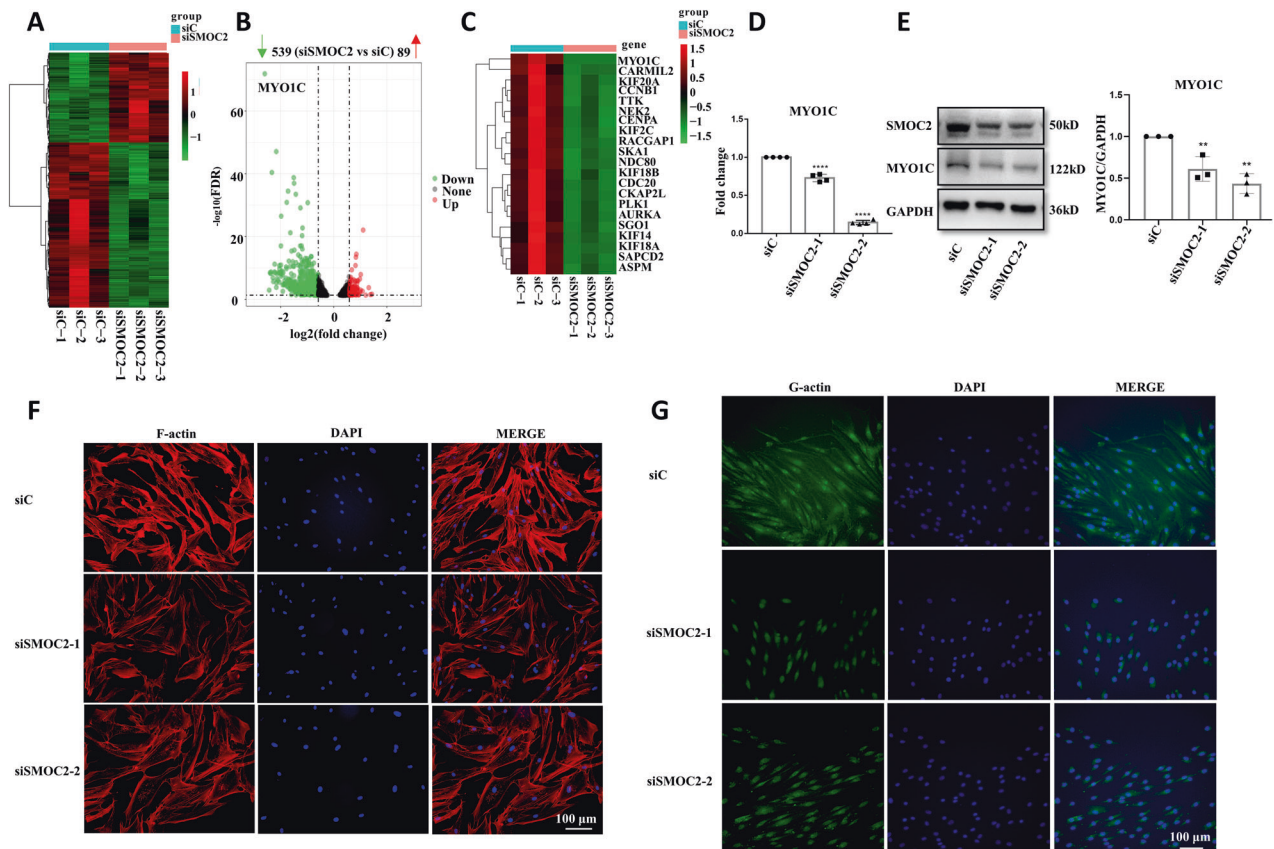 A
group
siC
siSMOC2
1
0
−1
siC−1
siC−2
siC−3
siSMOC2−1
siSMOC2−2
siSMOC2−3
B
539 (siSMOC2 vs siC) 89
MYO1C
60
40
20
0
-log10(FDR)
-2
0
2
log2(fold change)
Down
None
Up
C
group
siC
siSMOC2
gene
1.5
1
0.5
0
−0.5
−1
−1.5
MYO1C
CARMIL2
KIF20A
CCNB1
TTK
NEK2
CENPA
KIF2C
RACGAP1
SKA1
NDC80
KIF18B
CDC20
CKAP2L
PLK1
AURKA
SGO1
KIF14
KIF18A
SAPCD2
ASPM
siC−1
siC−2
siC−3
siSMOC2−1
siSMOC2−2
siSMOC2−3
D
MYO1C
Fold change
1.5
1.0
0.5
0.0
****
****
siC
siSMOC2-1
siSMOC2-2
E
SMOC2
50kD
MYO1C
122kD
GAPDH
36kD
siC
siSMOC2-1
siSMOC2-2
MYO1C
MYO1C/GAPDH
1.5
1.0
0.5
0.0
**
**
siC
siSMOC2-1
siSMOC2-2
F
F-actin
DAPI
MERGE
siC
siSMOC2-1
siSMOC2-2
100 μm
G
G-actin
DAPI
MERGE
siC
siSMOC2-1
siSMOC2-2
100 μm